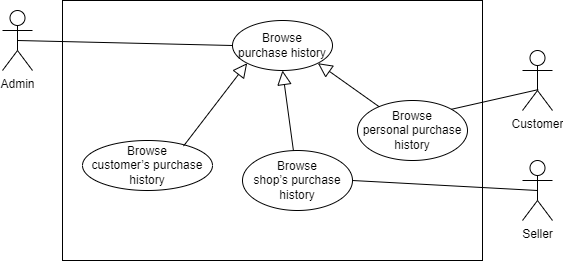 Admin
Browse
purchase history
Browse
personal purchase
history
Customer
Browse
customer's purchase
history
Browse
shop's purchase
history
Seller